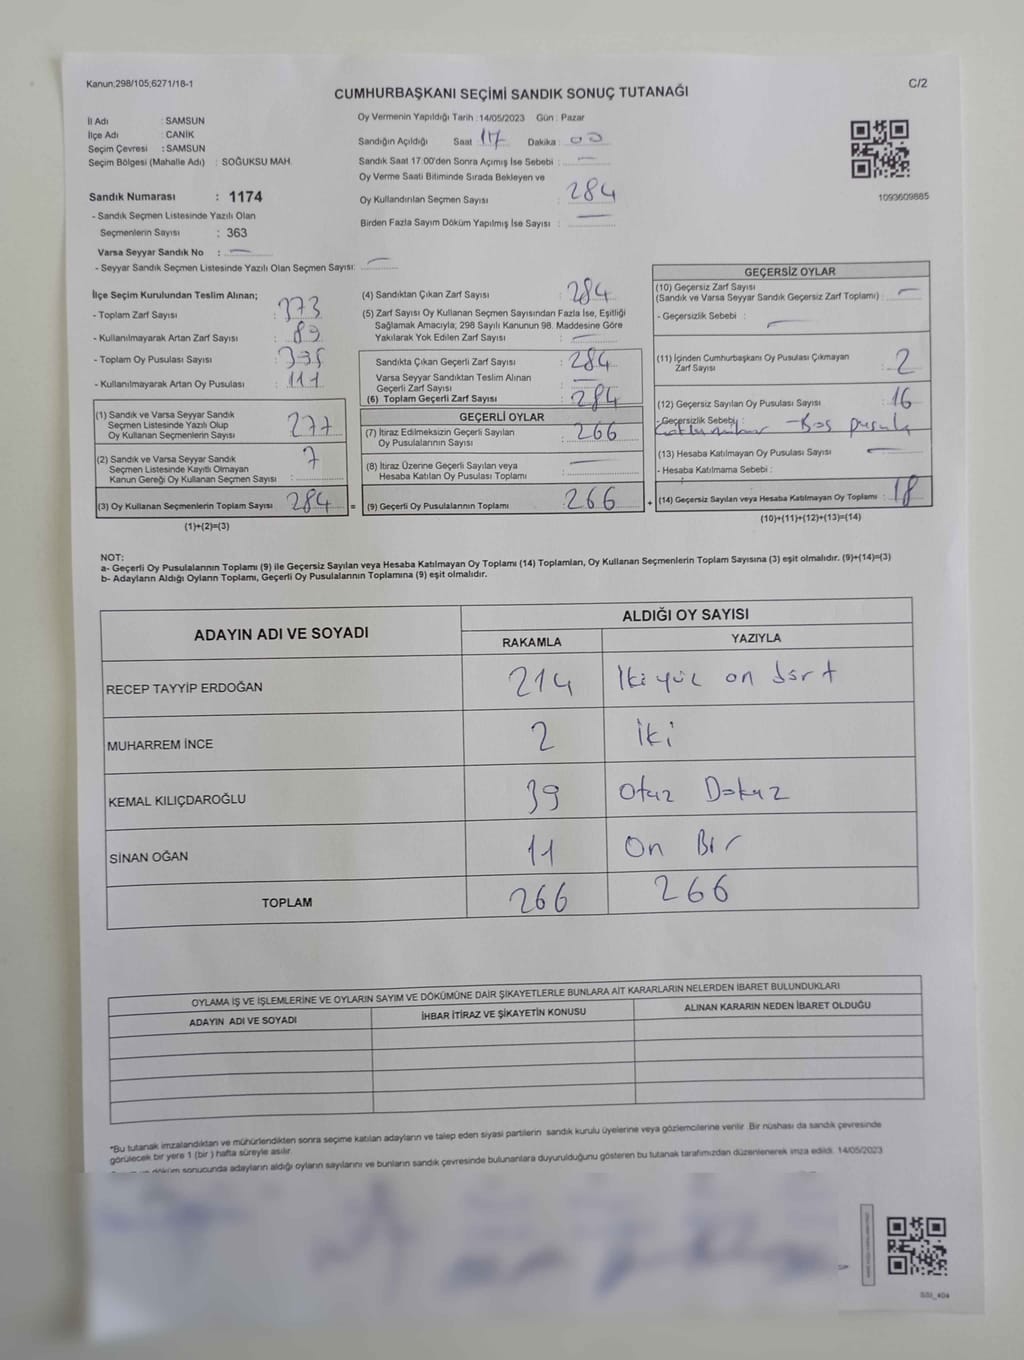 Kanun;298/105;6271/18-1
C/2
CUMHURBAŞKANI SEÇİMİ SANDIK SONUÇ TUTANAĞI
İl Adı : SAMSUN
İlçe Adı : CANİK
Seçim Çevresi : SAMSUN
Seçim Bölgesi (Mahalle Adı) : SOĞUKSU MAH.
Sandık Numarası : 1174
- Sandık Seçmen Listesinde Yazılı Olan
Seçmenlerin Sayısı : 363
Varsa Seyyar Sandık No : —
- Seyyar Sandık Seçmen Listesinde Yazılı Olan Seçmen Sayısı: —
Oy Vermenin Yapıldığı Tarih : 14/05/2023 Gün : Pazar
Sandığın Açıldığı Saat 17 Dakika : 00
Sandık Saat 17.00'den Sonra Açımış İse Sebebi : —
Oy Verme Saati Bitiminde Sırada Bekleyen ve
Oy Kullandırılan Seçmen Sayısı : 284
Birden Fazla Sayım Döküm Yapılmış İse Sayısı : —
1093609885
İlçe Seçim Kurulundan Teslim Alınan;
- Toplam Zarf Sayısı : 373
- Kullanılmayarak Artan Zarf Sayısı : 89
- Toplam Oy Pusulası Sayısı :
- Kullanılmayarak Artan Oy Pusulası : 111
(1) Sandık ve Varsa Seyyar Sandık
Seçmen Listesinde Yazılı Olup
Oy Kullanan Seçmenlerin Sayısı : 277
(2) Sandık ve Varsa Seyyar Sandık
Seçmen Listesinde Kayıtlı Olmayan
Kanun Gereği Oy Kullanan Seçmen Sayısı : 7
(3) Oy Kullanan Seçmenlerin Toplam Sayısı 284 =
(1)+(2)=(3)
(4) Sandıktan Çıkan Zarf Sayısı : 284
(5) Zarf Sayısı Oy Kullanan Seçmen Sayısından Fazla İse, Eşitliği
Sağlamak Amacıyla; 298 Sayılı Kanunun 98. Maddesine Göre
Yakılarak Yok Edilen Zarf Sayısı : —
Sandıkta Çıkan Geçerli Zarf Sayısı : 284
Varsa Seyyar Sandıktan Teslim Alınan
Geçerli Zarf Sayısı : —
(6) Toplam Geçerli Zarf Sayısı : 284
GEÇERLİ OYLAR
(7) İtiraz Edilmeksizin Geçerli Sayılan
Oy Pusulalarının Sayısı : 266
(8) İtiraz Üzerine Geçerli Sayılan veya
Hesaba Katılan Oy Pusulaları Toplamı : —
(9) Geçerli Oy Pusulalarının Toplamı : 266 +
GEÇERSİZ OYLAR
(10) Geçersiz Zarf Sayısı
(Sandık ve Varsa Seyyar Sandık Geçersiz Zarf Toplamı) : —
- Geçersizlik Sebebi : —
(11) İçinden Cumhurbaşkanı Oy Pusulası Çıkmayan
Zarf Sayısı : 2
(12) Geçersiz Sayılan Oy Pusulası Sayısı : 16
- Geçersizlik Sebebi :
- Boş pusula
(13) Hesaba Katılmayan Oy Pusulası Sayısı : —
- Hesaba Katılmama Sebebi :
(14) Geçersiz Sayılan veya Hesaba Katılmayan Oy Toplamı : 18
(10)+(11)+(12)+(13)=(14)
NOT:
a- Geçerli Oy Pusulalarının Toplamı (9) ile Geçersiz Sayılan veya Hesaba Katılmayan Oy Toplamı (14) Toplamları, Oy Kullanan Seçmenlerin Toplam Sayısına (3) eşit olmalıdır. (9)+(14)=(3)
b- Adayların Aldığı Oyların Toplamı, Geçerli Oy Pusulalarının Toplamına (9) eşit olmalıdır.
ADAYIN ADI VE SOYADI
ALDIĞI OY SAYISI
RAKAMLA YAZIYLA
RECEP TAYYİP ERDOĞAN 214 İki yüz on dört
MUHARREM İNCE 2 İki
KEMAL KILIÇDAROĞLU 39 Otuz Dokuz
SİNAN OĞAN 11 On Bir
TOPLAM 266 266
OYLAMA İŞ VE İŞLEMLERİNE VE OYLARIN SAYIM VE DÖKÜMÜNE DAİR ŞİKAYETLERLE BUNLARA AİT KARARLARIN NELERDEN İBARET BULUNDUKLARI
ADAYIN ADI VE SOYADI İHBAR İTİRAZ VE ŞİKAYETİN KONUSU ALINAN KARARIN NEDEN İBARET OLDUĞU
*Bu tutanak imzalandıktan ve mühürlendikten sonra seçime katılan adayların ve talep eden siyasi partilerin sandık kurulu üyelerine veya gözlemcilerine verilir. Bir nüshası da sandık çevresinde
görülecek bir yere 1 (bir ) hafta süreyle asılır.
döküm sonucunda adayların aldığı oyların sayılarını ve bunların sandık çevresinde bulunanlara duyurulduğunu gösteren bu tutanak tarafımızdan düzenlenerek imza edildi. 14/05/2023